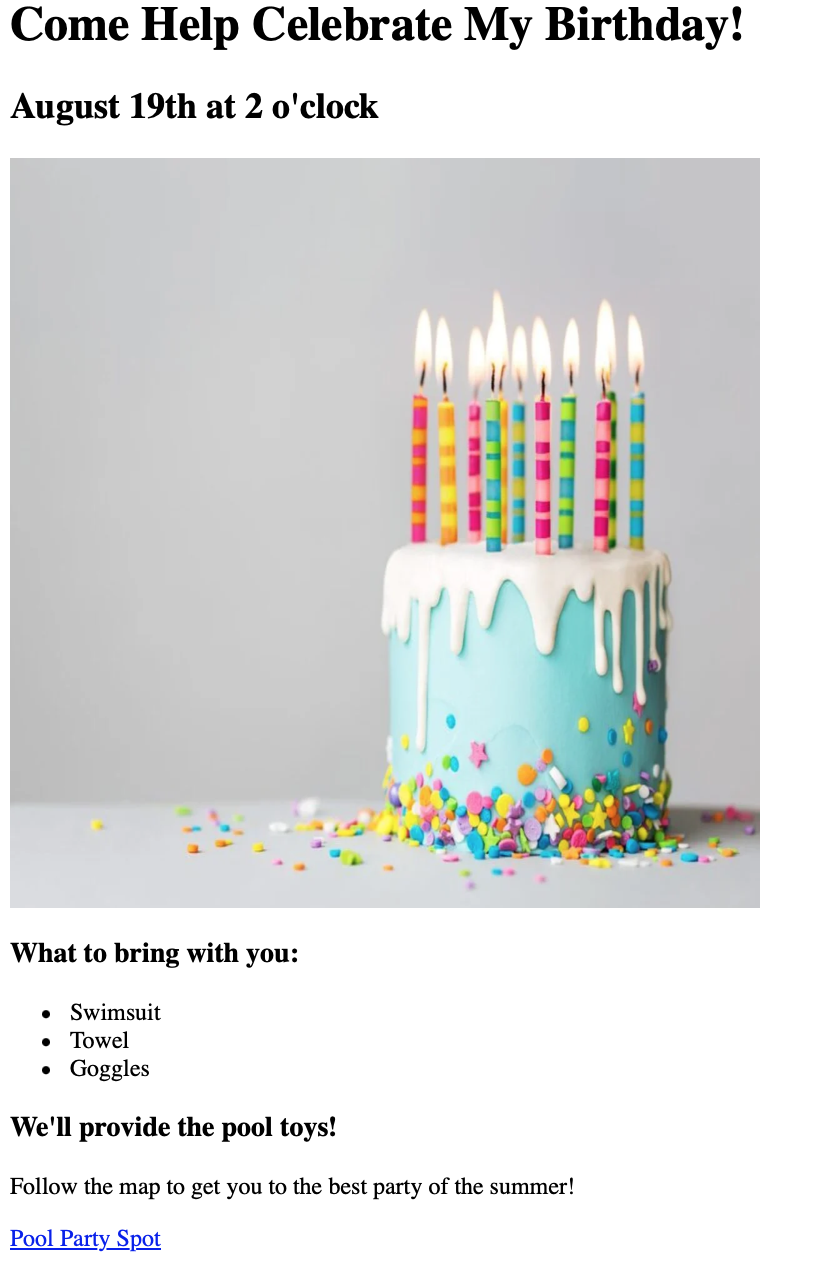 Come Help Celebrate My Birthday!
August 19th at 2 o'clock
What to bring with you:
Swimsuit
Towel
Goggles
We'll provide the pool toys!
Follow the map to get you to the best party of the summer!
Pool Party Spot